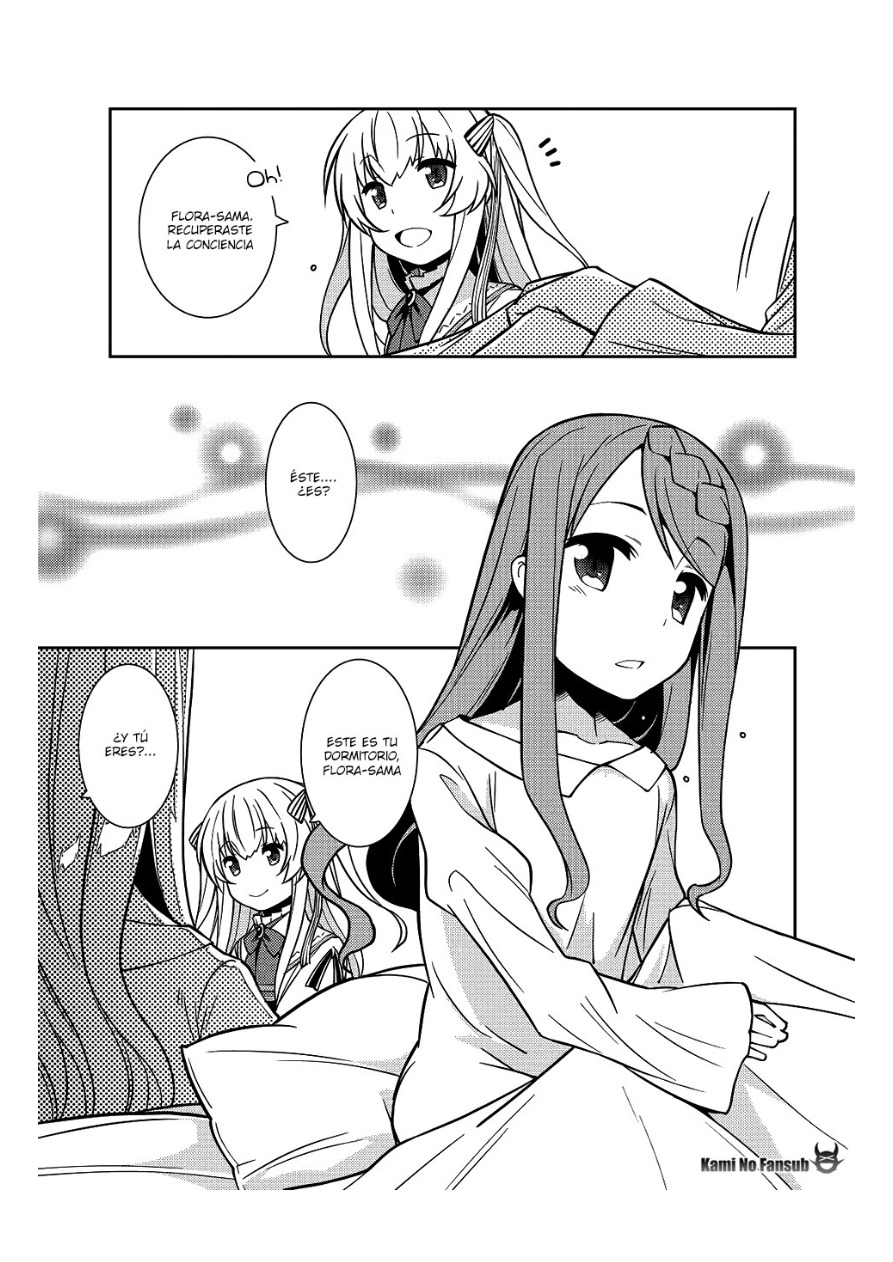 Oh!
FLORA-SAMA.
RECUPERASTE
LA CONCIENCIA
ÉSTE....
¿ES?
ESTE ES TU
DORMITORIO,
FLORA-SAMA
¿Y TÚ
ERES?...
Kami No Fansub